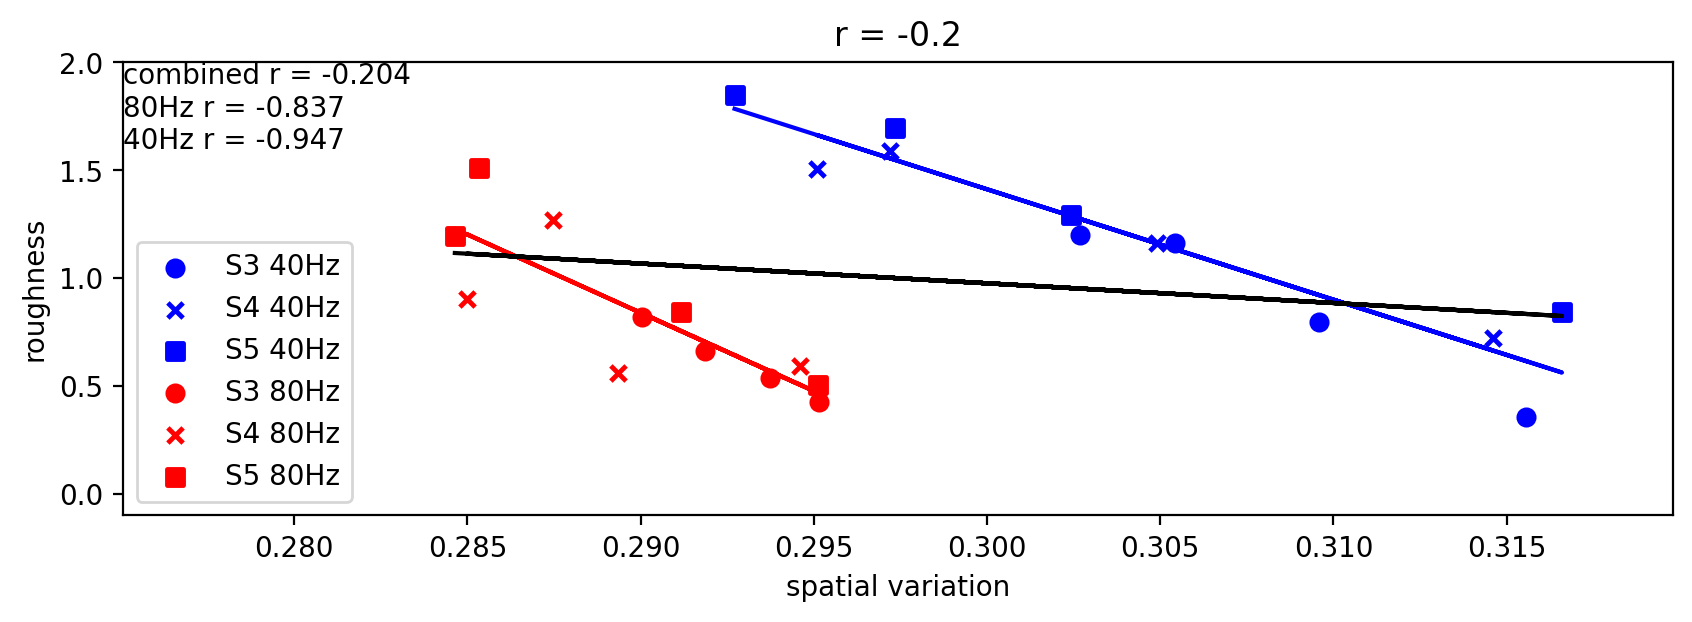 r = -0.2
combined r = -0.204
80Hz r = -0.837
40Hz r = -0.947
roughness
2.0
1.5
1.0
0.5
0.0
S3 40Hz
S4 40Hz
S5 40Hz
S3 80Hz
S4 80Hz
S5 80Hz
0.280 0.285 0.290 0.295 0.300 0.305 0.310 0.315
spatial variation